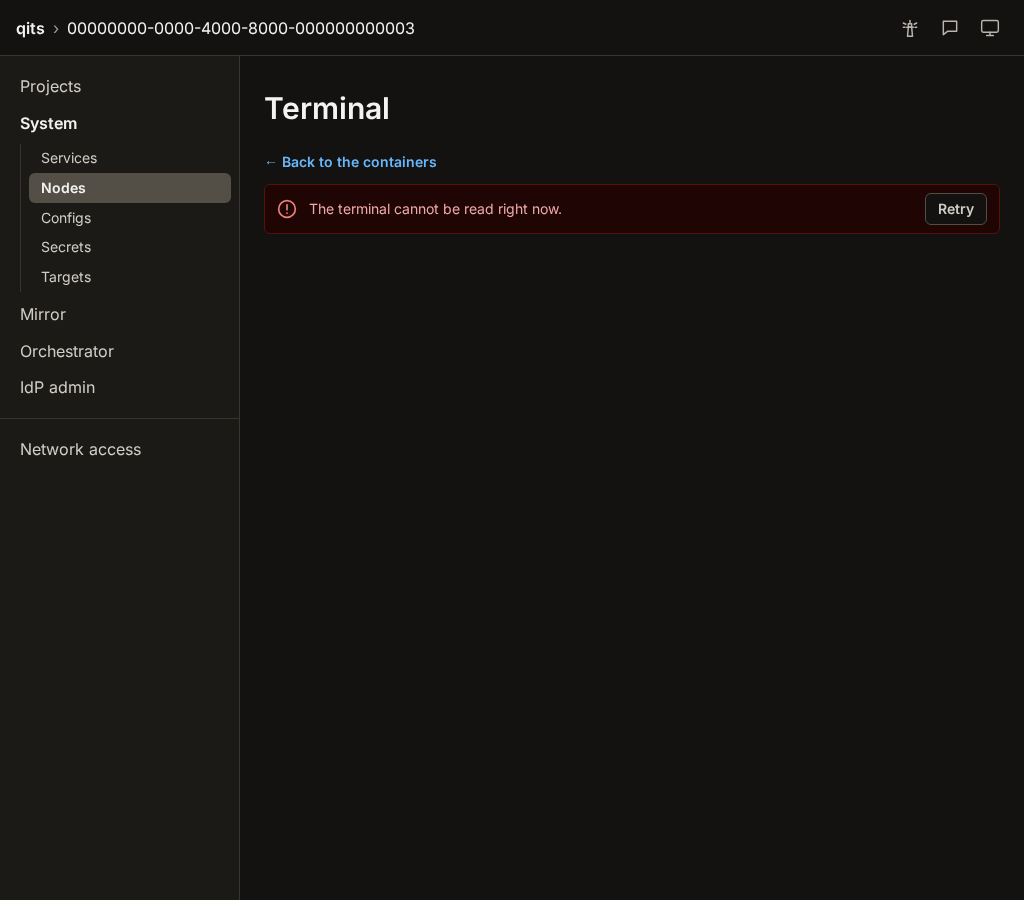 qits › 00000000-0000-4000-8000-000000000003
Projects
System
Services
Nodes
Configs
Secrets
Targets
Mirror
Orchestrator
IdP admin
Network access
Terminal
← Back to the containers
The terminal cannot be read right now.
Retry